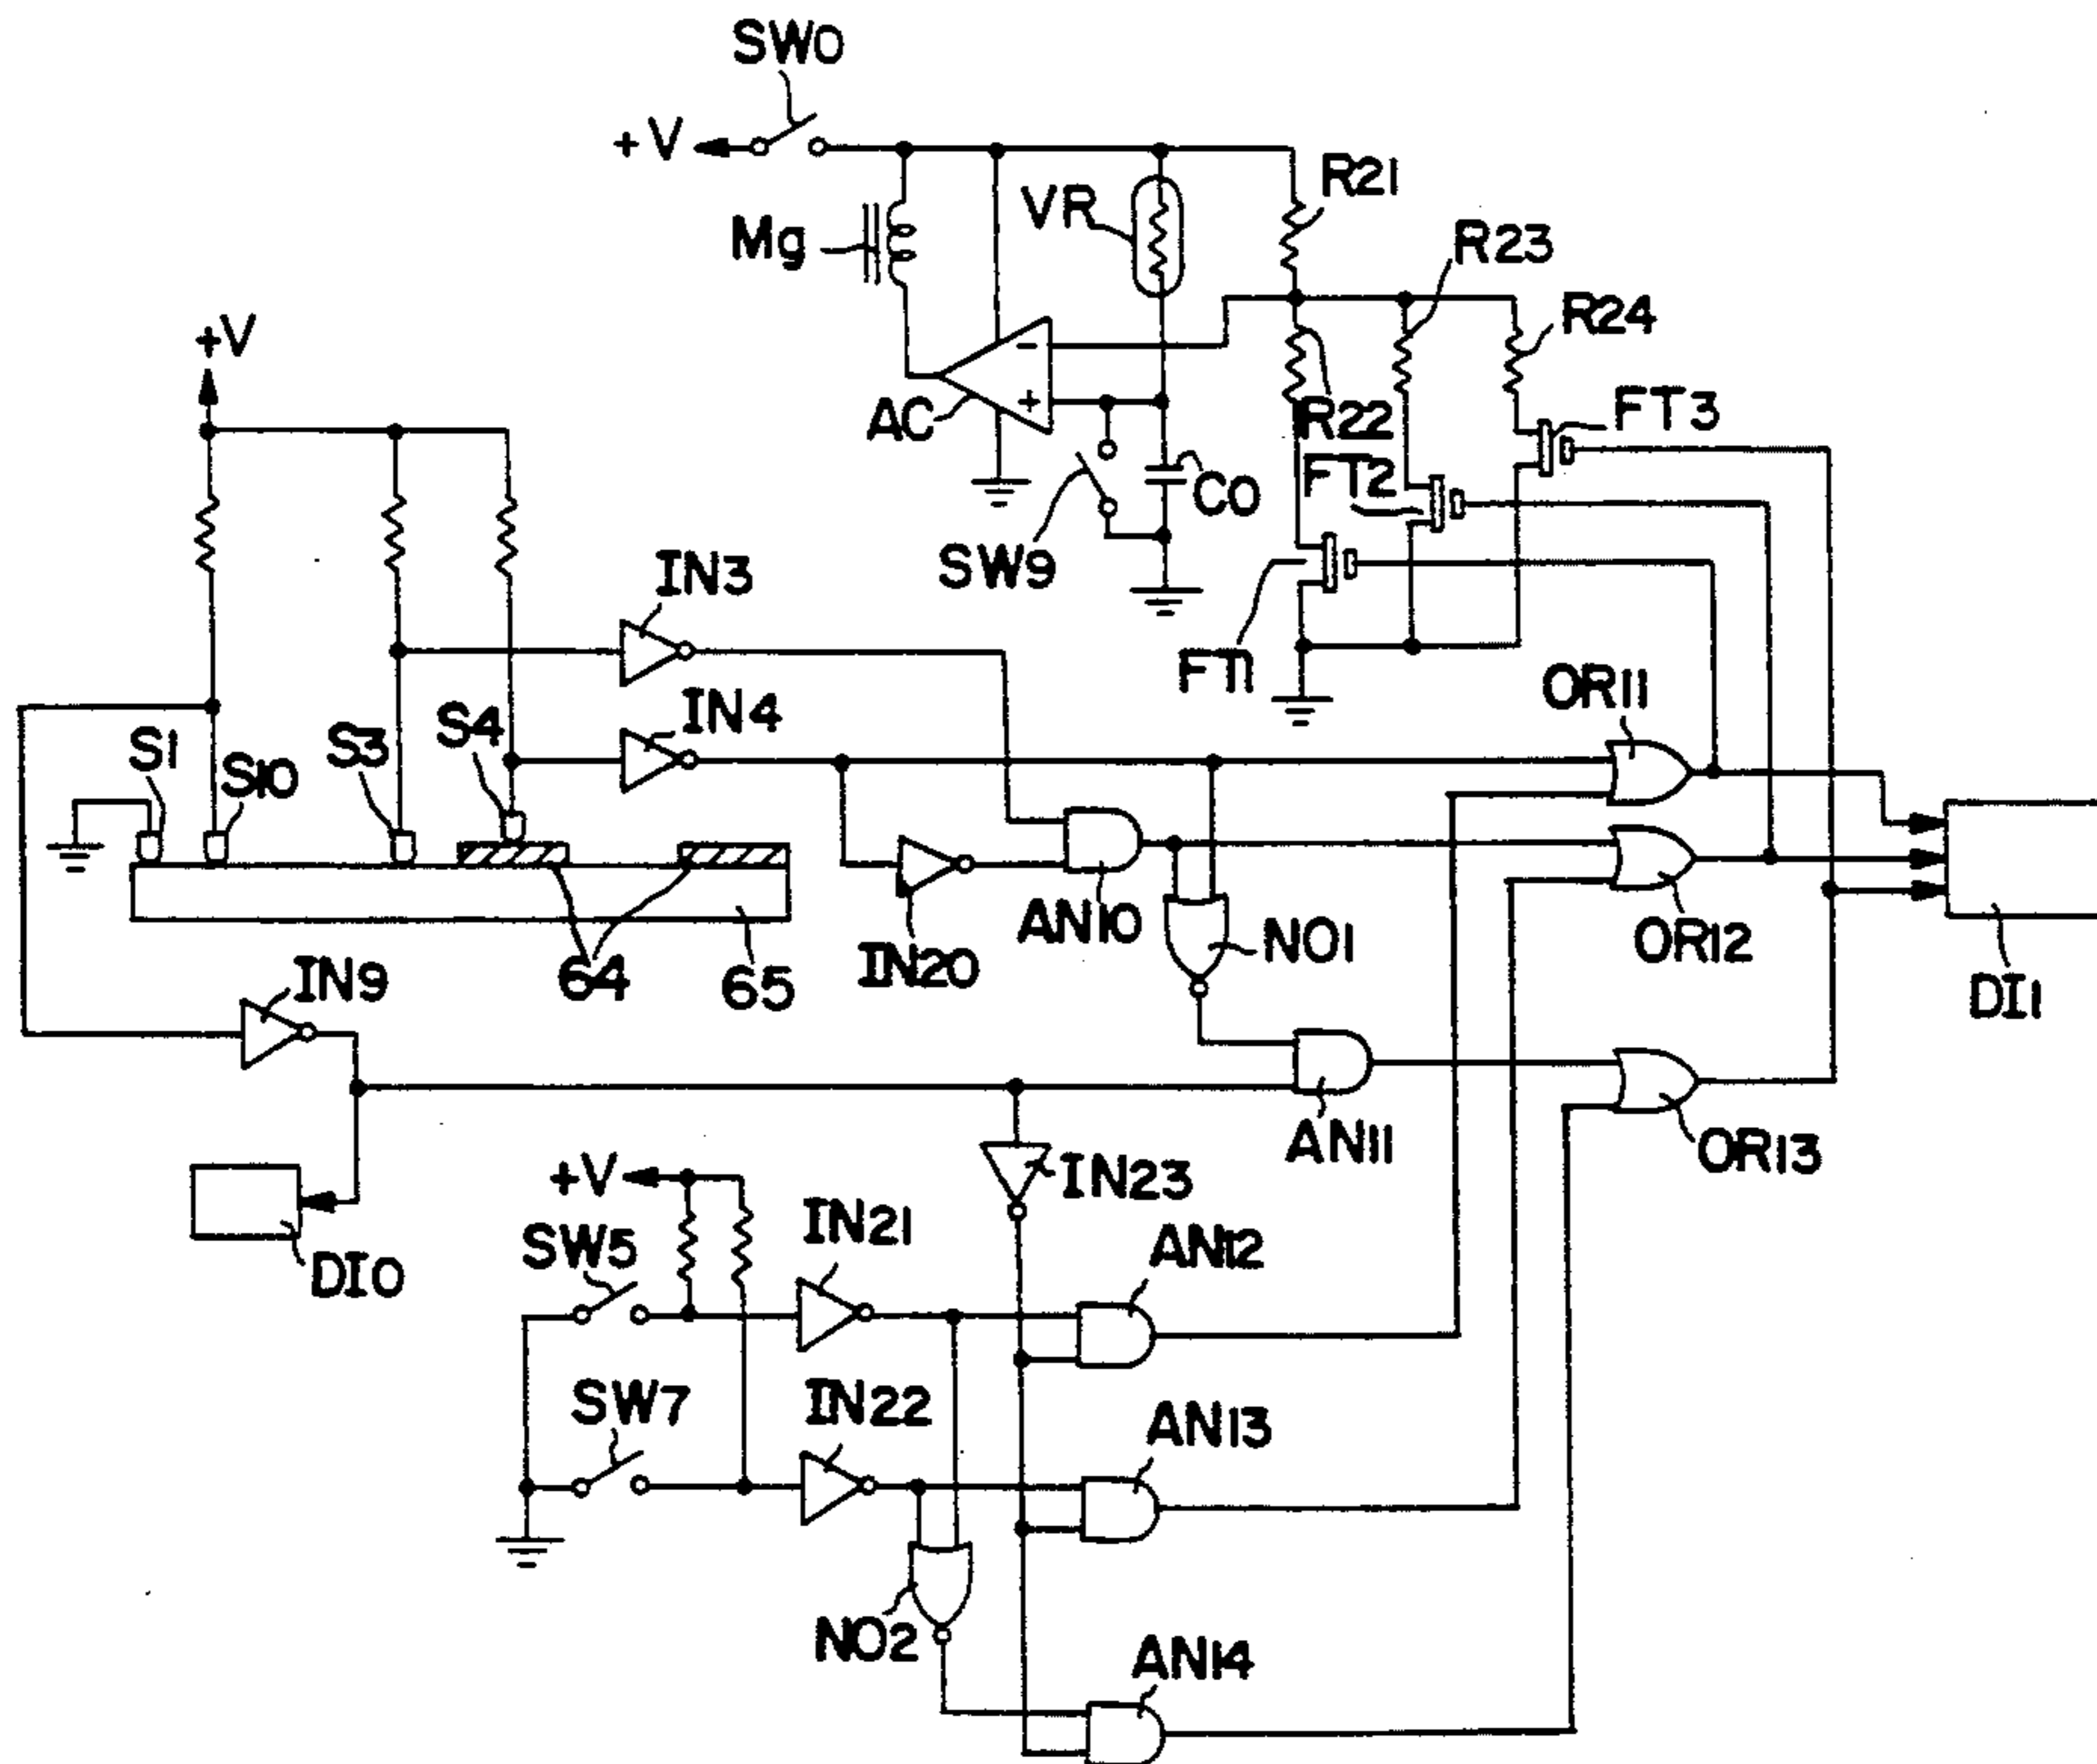 SW0
+V
R21
VR
R23
Mg
R24
+V
AC
R22
FT3
FT2
C0
SW9
IN3
FT1
OR11
IN4
S1
S10
S3
S4
AN10
NO1
OR12
IN20
64
65
DI1
IN9
AN11
OR13
+V
IN23
SW5
IN21
AN12
DI0
SW7
IN22
AN13
NO2
AN14